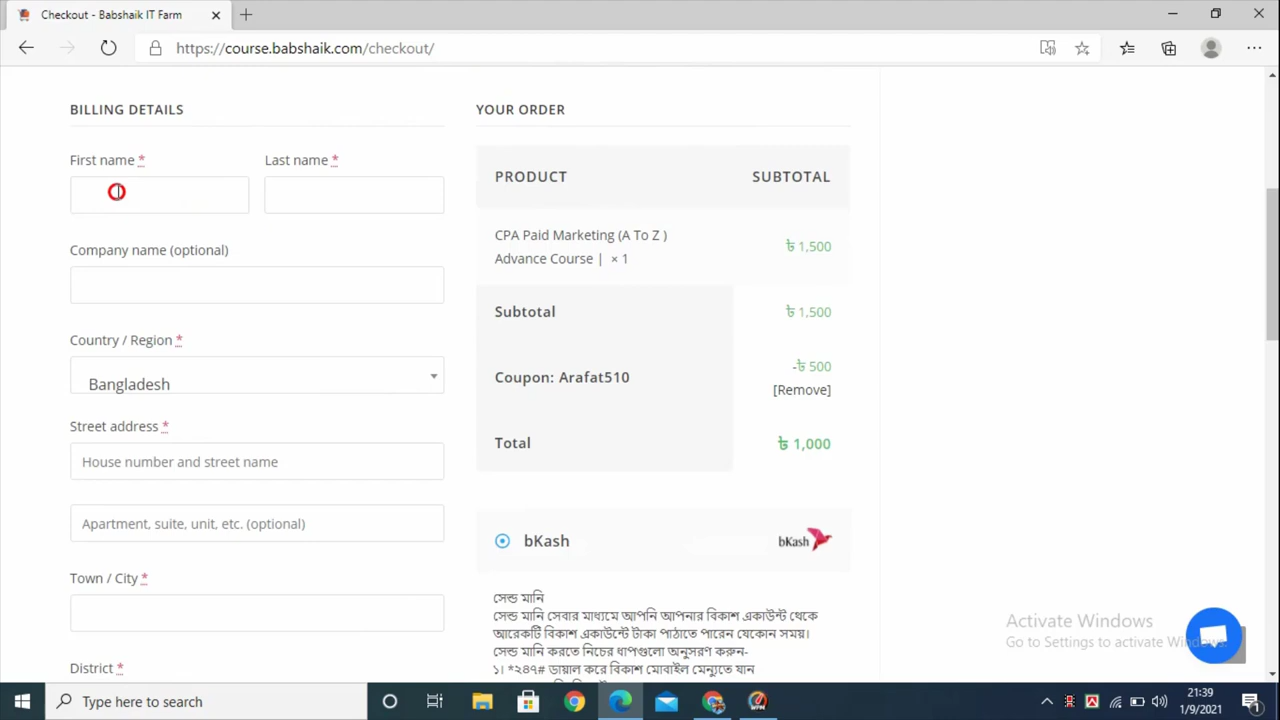 Checkout - Babshaik IT Farm
https://course.babshaik.com/checkout/
BILLING DETAILS
First name *
Last name *
Company name (optional)
Country / Region *
Bangladesh
Street address *
House number and street name
Apartment, suite, unit, etc. (optional)
Town / City *
District *
YOUR ORDER
PRODUCT SUBTOTAL
CPA Paid Marketing (A To Z )
Advance Course | × 1
৳ 1,500
Subtotal ৳ 1,500
Coupon: Arafat510
-৳ 500
[Remove]
Total ৳ 1,000
bKash bKash
সেন্ড মানি
সেন্ড মানি সেবার মাধ্যমে আপনি আপনার বিকাশ একাউন্ট থেকে
আরেকটি বিকাশ একাউন্টে টাকা পাঠাতে পারেন যেকোন সময়।
সেন্ড মানি করতে নিচের ধাপগুলো অনুসরণ করুন-
১। *২৪৭# ডায়াল করে বিকাশ মোবাইল মেন্যুতে যান
Activate Windows
Go to Settings to activate Windows.
Type here to search
WPM
21:39
1/9/2021
1